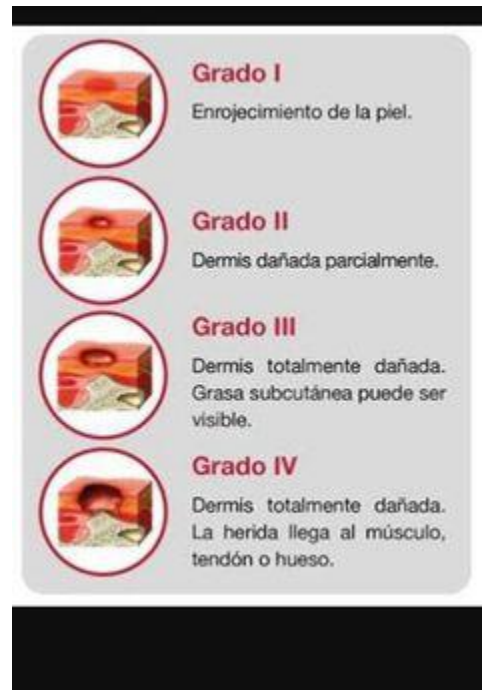 Grado I
Enrojecimiento de la piel.
Grado II
Dermis dañada parcialmente.
Grado III
Dermis totalmente dañada.
Grasa subcutánea puede ser
visible.
Grado IV
Dermis totalmente dañada.
La herida llega al músculo,
tendón o hueso.